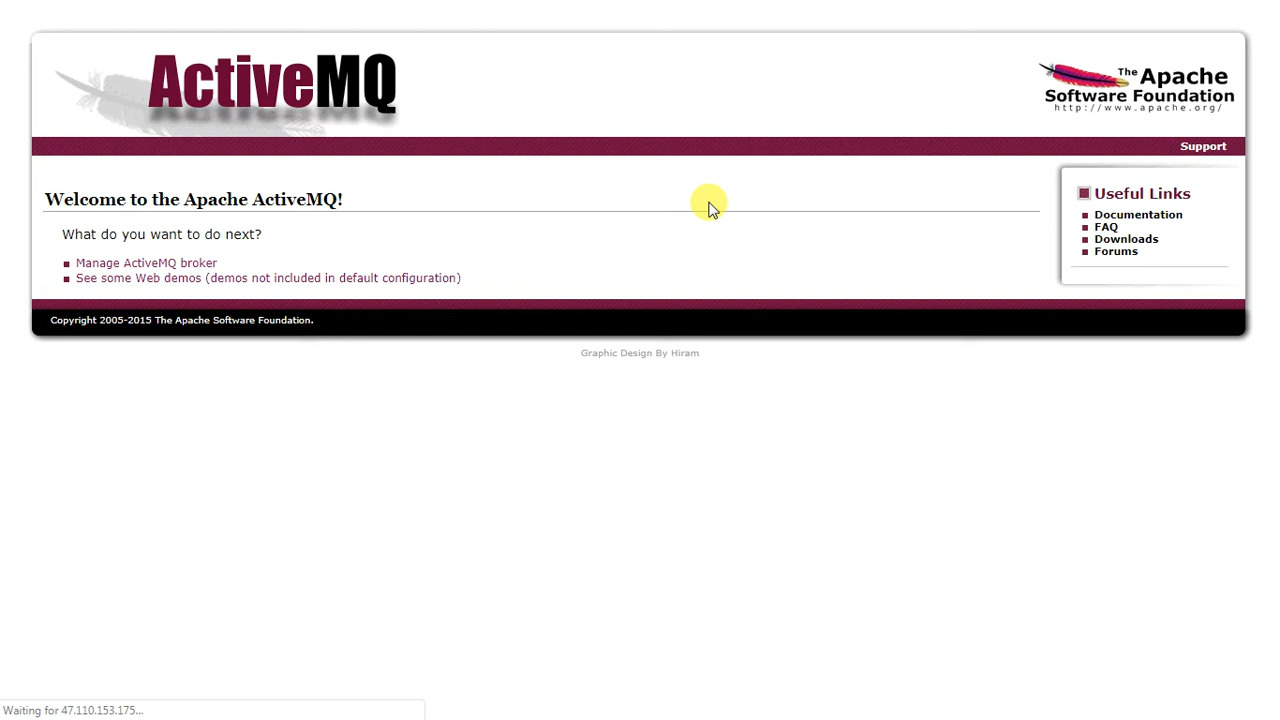 ActiveMQ
The Apache
Software Foundation
http://www.apache.org/
Support
Welcome to the Apache ActiveMQ!
What do you want to do next?
Manage ActiveMQ broker
See some Web demos (demos not included in default configuration)
Useful Links
Documentation
FAQ
Downloads
Forums
Copyright 2005-2015 The Apache Software Foundation.
Graphic Design By Hiram
Waiting for 47.110.153.175...